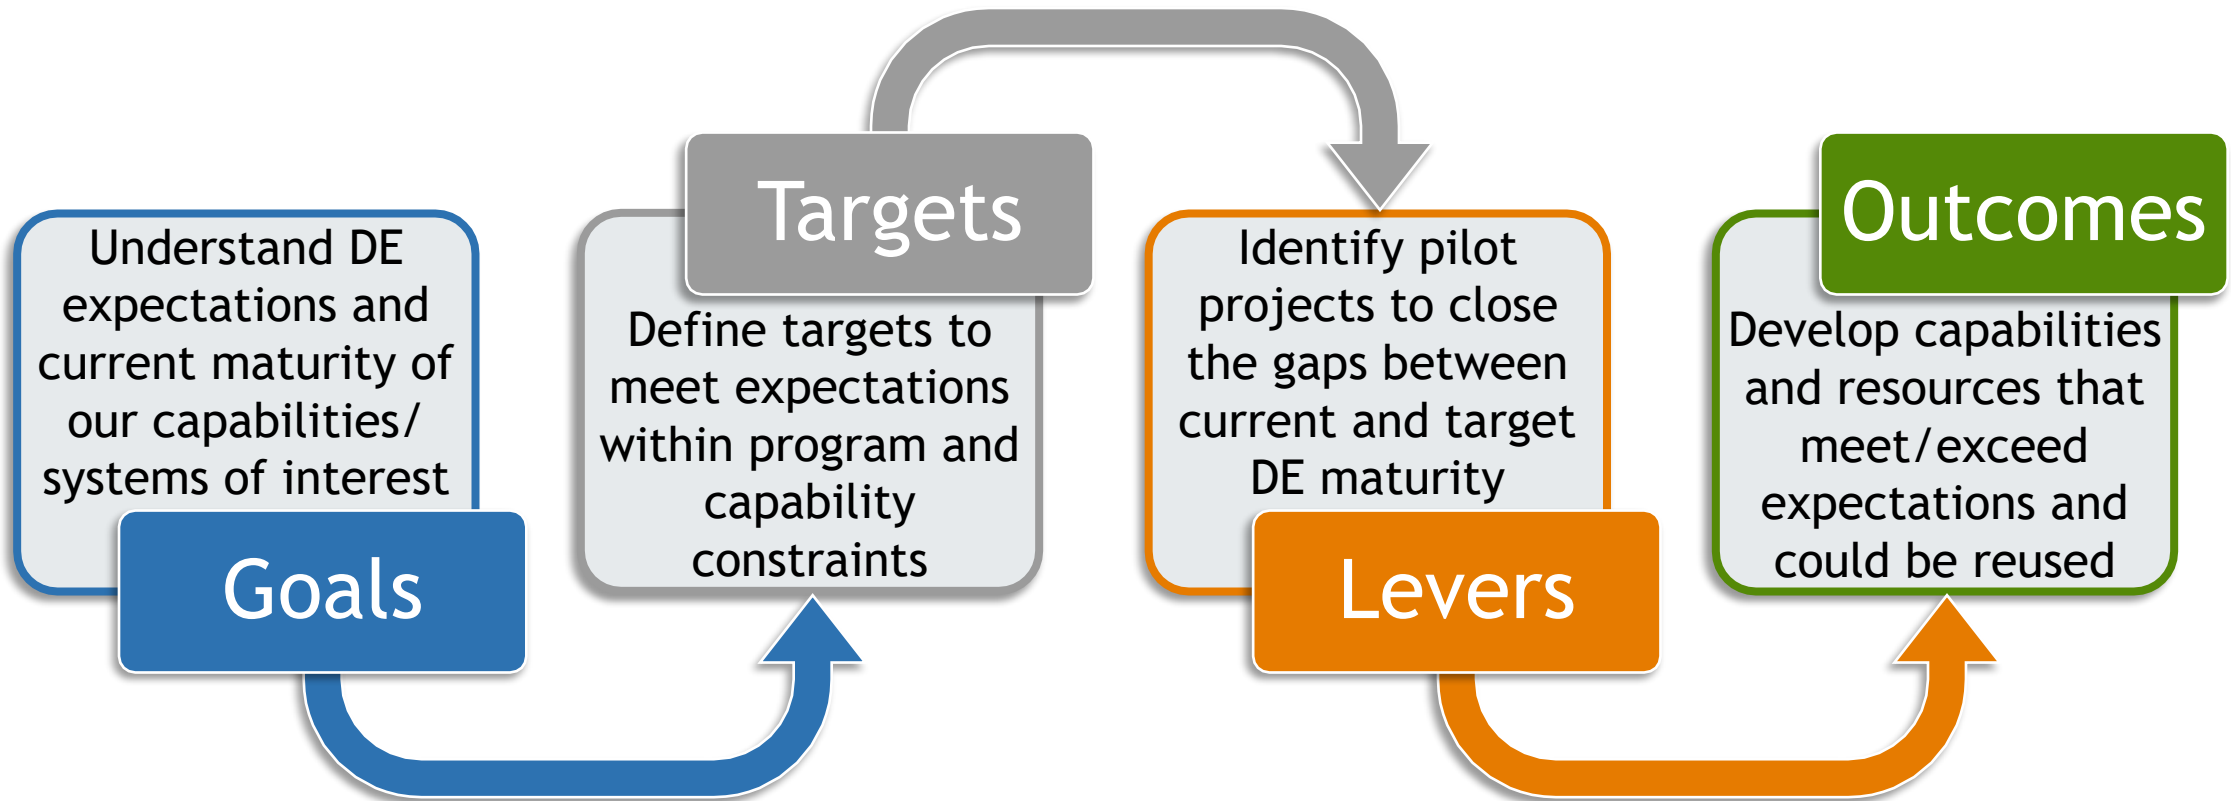 Understand DE
expectations and
current maturity of
our capabilities/
systems of interest
Goals
Targets
Define targets to
meet expectations
within program and
capability
constraints
Identify pilot
projects to close
the gaps between
current and target
DE maturity
Levers
Outcomes
Develop capabilities
and resources that
meet/exceed
expectations and
could be reused